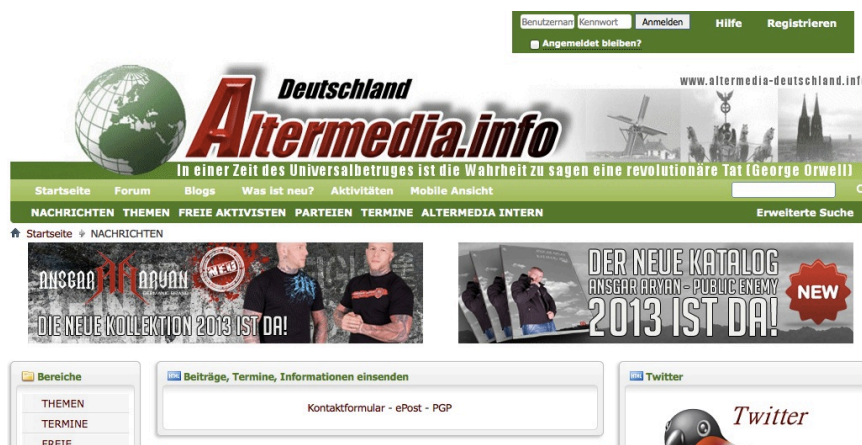 Benutzernan Kennwort Anmelden Hilfe Registrieren
Angemeldet bleiben?
www.altermedia-deutschland.inf
Deutschland
Altermedia.info
In einer Zeit des Universalbetruges ist die Wahrheit zu sagen eine revolutionäre Tat (George Orwell)
Startseite Forum Blogs Was ist neu? Aktivitäten Mobile Ansicht
NACHRICHTEN THEMEN FREIE AKTIVISTEN PARTEIEN TERMINE ALTERMEDIA INTERN Erweiterte Suche
Startseite NACHRICHTEN
ANSGAR ARYAN NEU
DIE NEUE KOLLEKTION 2013 IST DA!
DER NEUE KATALOG
ANSGAR ARYAN - PUBLIC ENEMY
2013 IST DA!
NEW
Bereiche
Beiträge, Termine, Informationen einsenden
Twitter
THEMEN
Kontaktformular - ePost - PGP
Twitter
TERMINE
FREIE